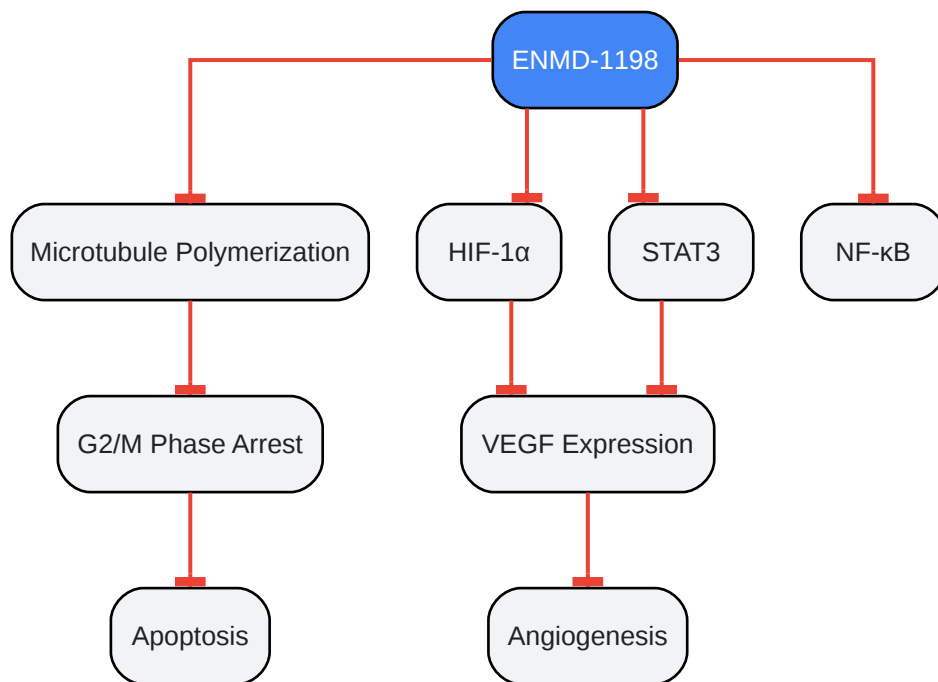 ENMD-1198
Microtubule Polymerization
HIF-1α
STAT3
NF-κB
G2/M Phase Arrest
VEGF Expression
Apoptosis
Angiogenesis